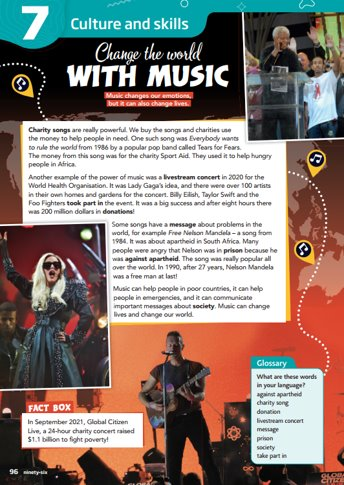 7
Culture and skills
Change the world
WITH MUSIC
Music changes our emotions,
but it can also change lives.
Charity songs are really powerful. We buy the songs and charities use
the money to help people in need. One such song was Everybody wants
to rule the world from 1986 by a popular pop band called Tears for Fears.
The money from this song was for the charity Sport Aid. They used it to help hungry
people in Africa.
Another example of the power of music was a livestream concert in 2020 for the
World Health Organisation. It was Lady Gaga's idea, and there were over 100 artists
in their own homes and gardens for the concert. Billy Eilish, Taylor Swift and the
Foo Fighters took part in the event. It was a big success and after eight hours there
was 200 million dollars in donations!
Some songs have a message about problems in the
world, for example Free Nelson Mandela – a song from
1984. It was about apartheid in South Africa. Many
people were angry that Nelson was in prison because he
was against apartheid. The song was really popular all
over the world. In 1990, after 27 years, Nelson Mandela
was a free man at last!
Music can help people in poor countries, it can help
people in emergencies, and it can communicate
important messages about society. Music can change
lives and change our world.
FACT BOX
In September 2021, Global Citizen
Live, a 24-hour charity concert raised
$1.1 billion to fight poverty!
Glossary
What are these words
in your language?
against apartheid
charity song
donation
livestream concert
message
prison
society
take part in
96 ninety-six